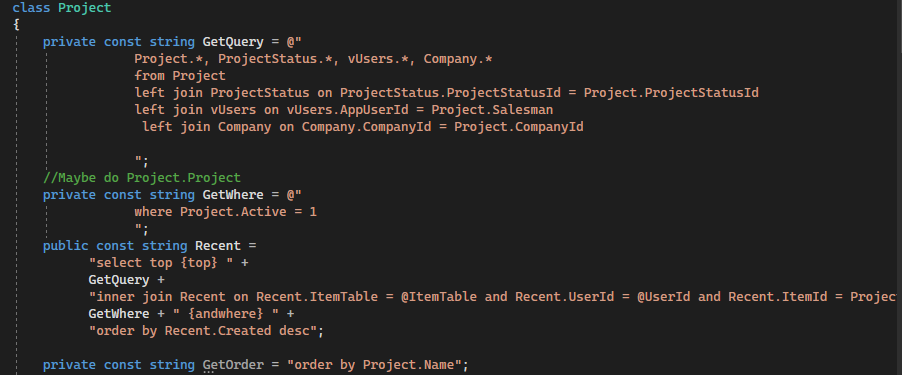 class Project
{
private const string GetQuery = @"
Project.*, ProjectStatus.*, vUsers.*, Company.*
from Project
left join ProjectStatus on ProjectStatus.ProjectStatusId = Project.ProjectStatusId
left join vUsers on vUsers.AppUserId = Project.Salesman
left join Company on Company.CompanyId = Project.CompanyId
";
//Maybe do Project.Project
private const string GetWhere = @"
where Project.Active = 1
";
public const string Recent =
"select top {top} " +
GetQuery +
"inner join Recent on Recent.ItemTable = @ItemTable and Recent.UserId = @UserId and Recent.ItemId = Projec
GetWhere + " {andwhere} " +
"order by Recent.Created desc";
private const string GetOrder = "order by Project.Name";